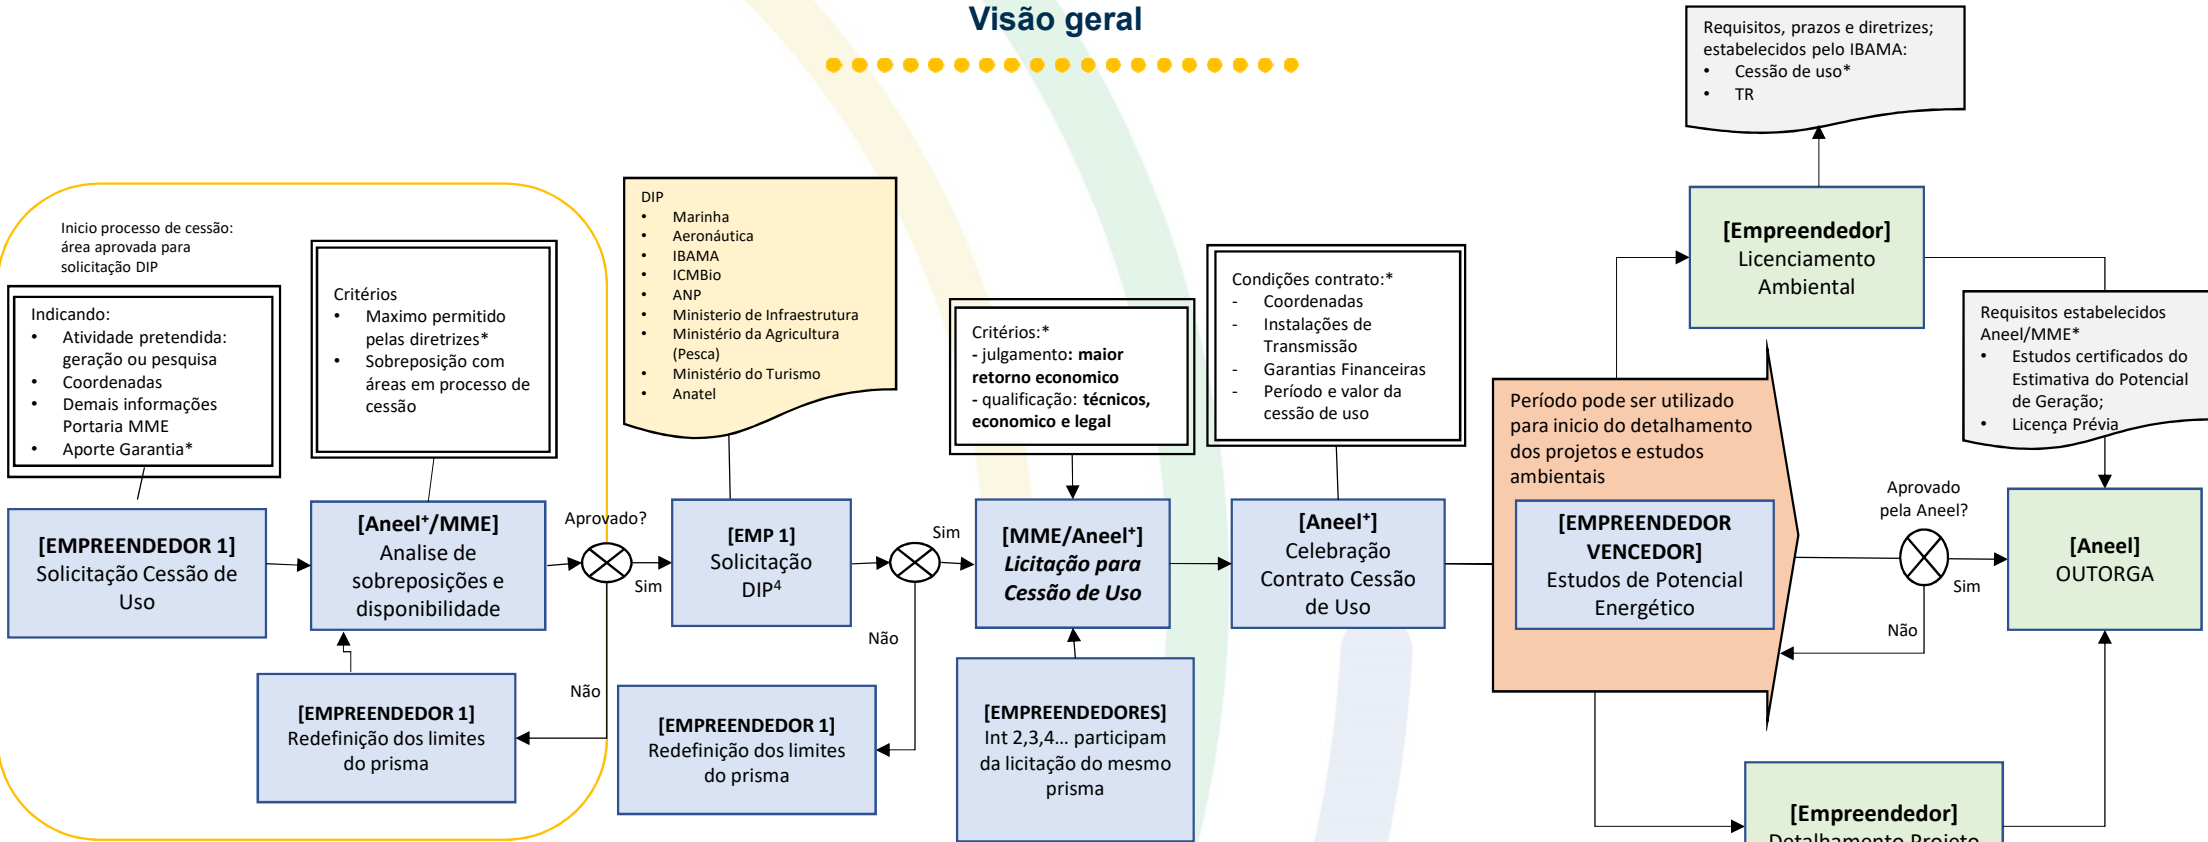 Visão geral
Requisitos, prazos e diretrizes;
estabelecidos pelo IBAMA:
• Cessão de uso*
• TR
Inicio processo de cessão:
área aprovada para
solicitação DIP
Indicando:
• Atividade pretendida:
geração ou pesquisa
• Coordenadas
• Demais informações
Portaria MME
• Aporte Garantia*
Critérios
• Maximo permitido
pelas diretrizes*
• Sobreposição com
áreas em processo de
cessão
DIP
• Marinha
• Aeronáutica
• IBAMA
• ICMBio
• ANP
• Ministerio de Infraestrutura
• Ministério da Agricultura
(Pesca)
• Ministério do Turismo
• Anatel
Critérios:*
- julgamento: maior
retorno economico
- qualificação: técnicos,
economico e legal
Condições contrato:*
- Coordenadas
- Instalações de
Transmissão
- Garantias Financeiras
- Período e valor da
cessão de uso
[Empreendedor]
Licenciamento
Ambiental
Requisitos estabelecidos
Aneel/MME*
• Estudos certificados do
Estimativa do Potencial
de Geração;
• Licença Prévia
Período pode ser utilizado
para inicio do detalhamento
dos projetos e estudos
ambientais
[EMPREENDEDOR 1]
Solicitação Cessão de
Uso
[Aneel⁺/MME]
Analise de
sobreposições e
disponibilidade
Aprovado?
Sim
Não
[EMP 1]
Solicitação
DIP⁴
Sim
Não
[MME/Aneel⁺]
Licitação para
Cessão de Uso
[Aneel⁺]
Celebração
Contrato Cessão
de Uso
[EMPREENDEDOR
VENCEDOR]
Estudos de Potencial
Energético
Aprovado
pela Aneel?
Sim
Não
[Aneel]
OUTORGA
[EMPREENDEDOR 1]
Redefinição dos limites
do prisma
[EMPREENDEDOR 1]
Redefinição dos limites
do prisma
[EMPREENDEDORES]
Int 2,3,4... participam
da licitação do mesmo
prisma
[Empreendedor]
Detalhamento Projeto